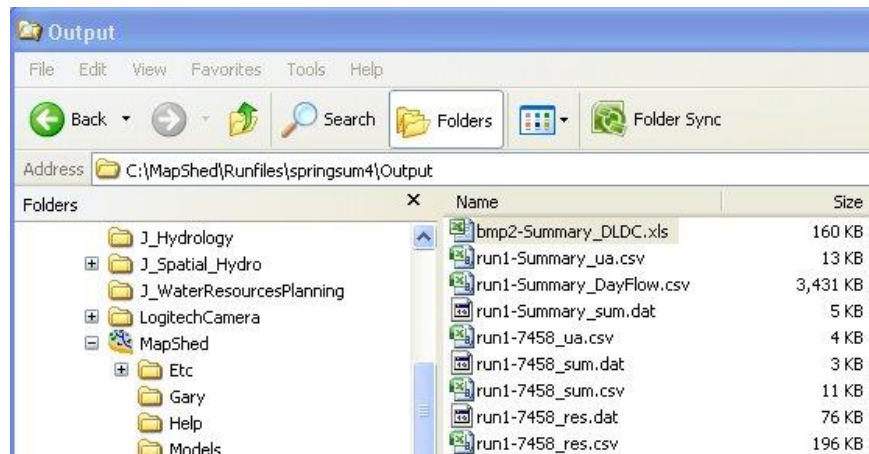 Output
File Edit View Favorites Tools Help
Back Search Folders Folder Sync
Address C:\MapShed\Runfiles\springsum4\Output
Folders × Name Size
J_Hydrology bmp2-Summary_DLDC.xls 160 KB
J_Spatial_Hydro run1-Summary_ua.csv 13 KB
J_WaterResourcesPlanning run1-Summary_DayFlow.csv 3,431 KB
LogitechCamera run1-Summary_sum.dat 5 KB
MapShed run1-7458_ua.csv 4 KB
Etc run1-7458_sum.dat 3 KB
Gary run1-7458_sum.csv 11 KB
Help run1-7458_res.dat 76 KB
Models run1-7458_res.csv 196 KB